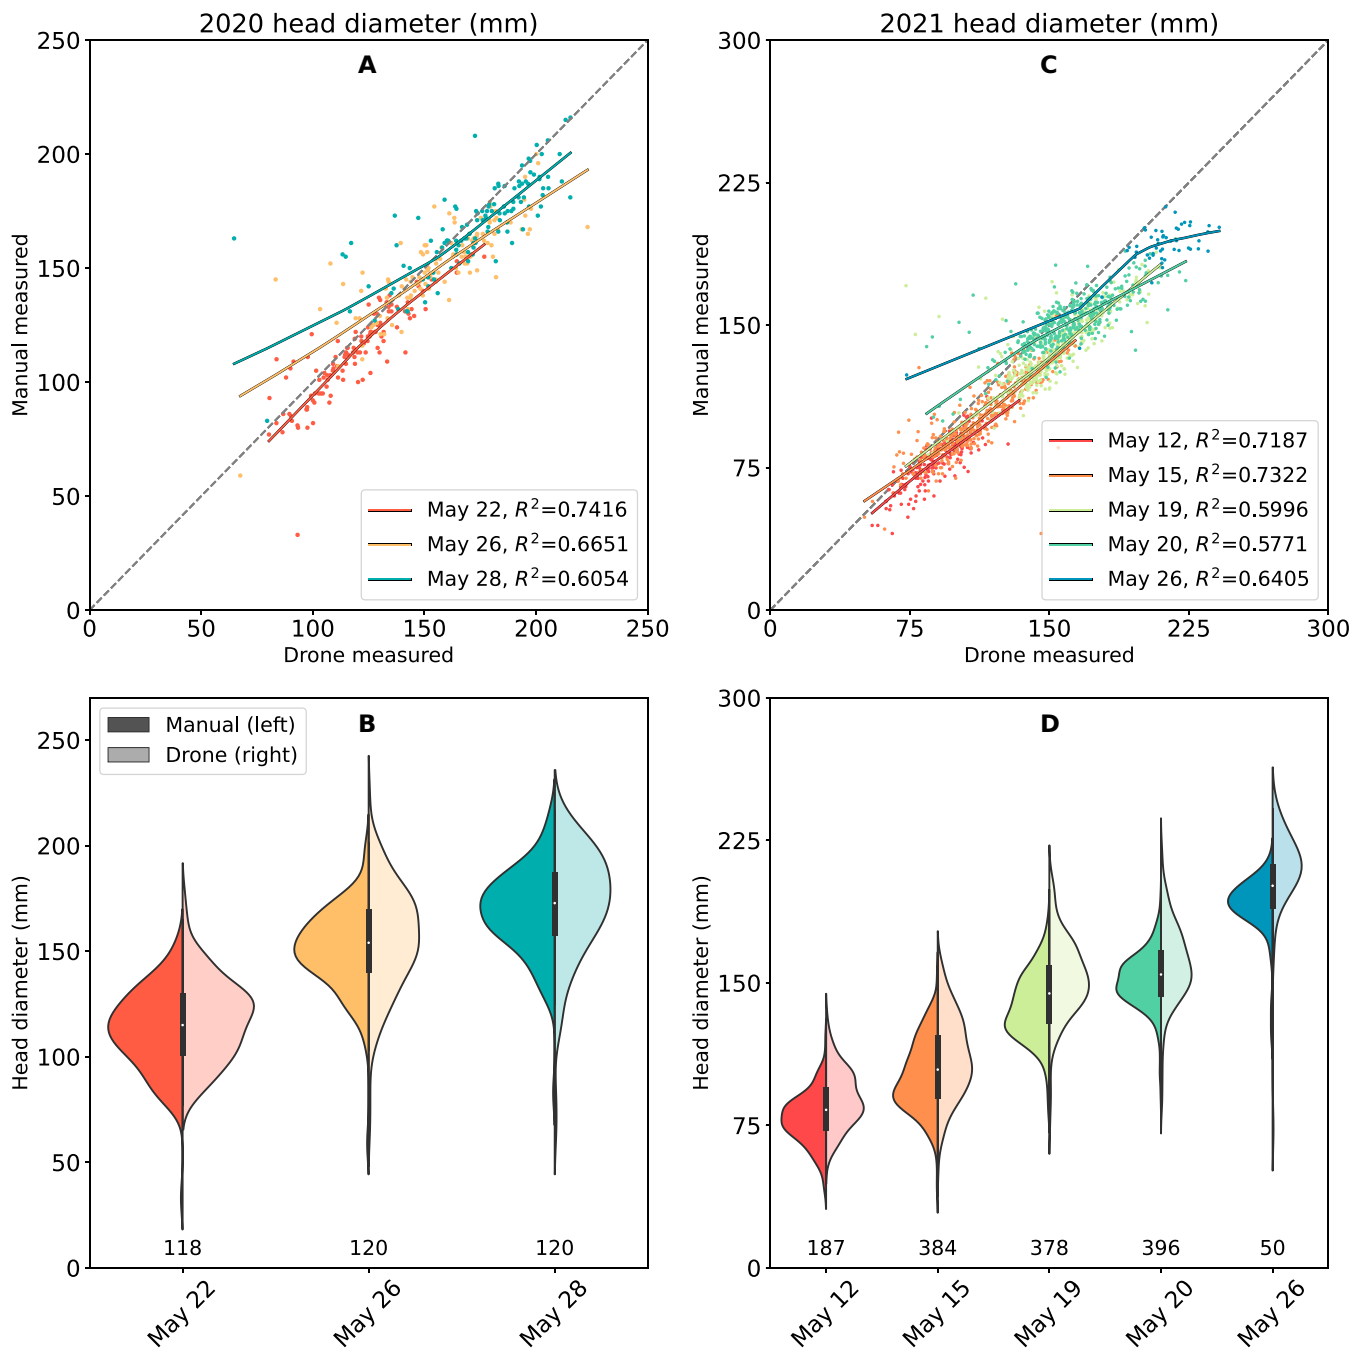 2020 head diameter (mm)
A
250
200
150
100
50
0
Manual measured
May 22, R²=0.7416
May 26, R²=0.6651
May 28, R²=0.6054
0 50 100 150 200 250
Drone measured
2021 head diameter (mm)
C
300
225
150
75
0
Manual measured
May 12, R²=0.7187
May 15, R²=0.7322
May 19, R²=0.5996
May 20, R²=0.5771
May 26, R²=0.6405
0 75 150 225 300
Drone measured
B
Manual (left)
Drone (right)
250
200
150
100
50
0
Head diameter (mm)
118 120 120
May 22 May 26 May 28
D
300
225
150
75
0
Head diameter (mm)
187 384 378 396 50
May 12 May 15 May 19 May 20 May 26